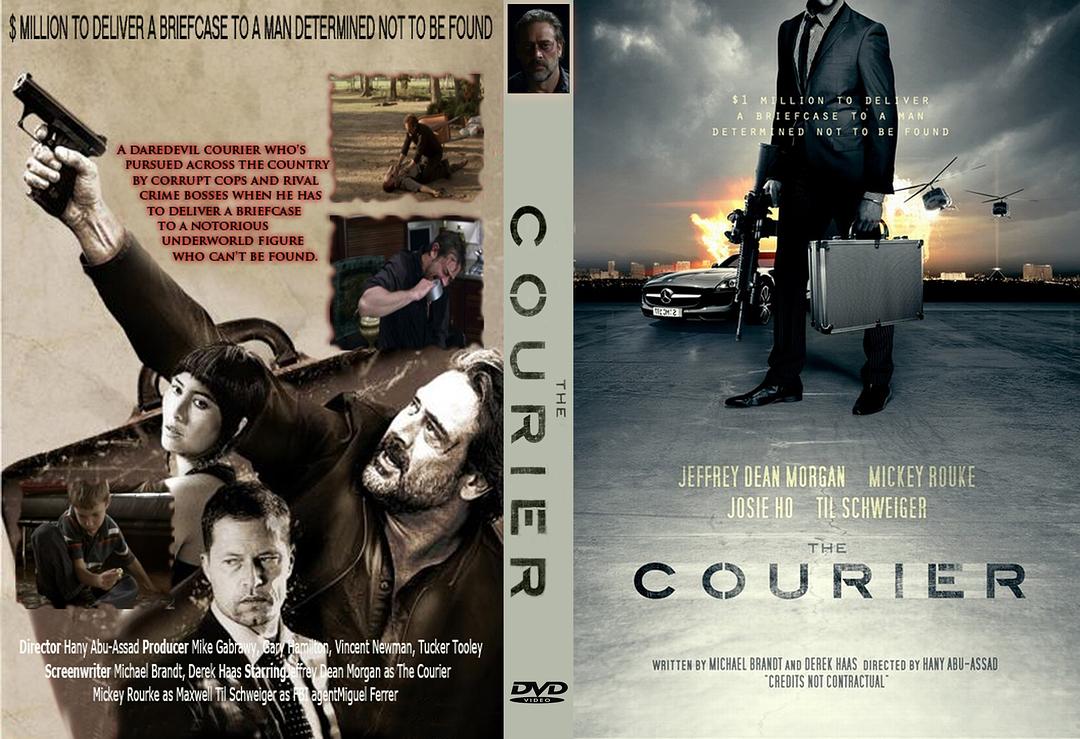 $ MILLION TO DELIVER A BRIEFCASE TO A MAN DETERMINED NOT TO BE FOUND
A DAREDEVIL COURIER WHO'S
PURSUED ACROSS THE COUNTRY
BY CORRUPT COPS AND RIVAL
CRIME BOSSES WHEN HE HAS
TO DELIVER A BRIEFCASE
TO A NOTORIOUS
UNDERWORLD FIGURE
WHO CAN'T BE FOUND.
Director Hany Abu-Assad Producer Mike Gabrawy, Gary Hamilton, Vincent Newman, Tucker Tooley
Screenwriter Michael Brandt, Derek Haas Starring Jeffrey Dean Morgan as The Courier
Mickey Rourke as Maxwell Til Schweiger as FBI agentMiguel Ferrer
THE
COURIER
DVD
VIDEO
$1 MILLION TO DELIVER
A BRIEFCASE TO A MAN
DETERMINED NOT TO BE FOUND
JEFFREY DEAN MORGAN MICKEY ROUKE
JOSIE HO TIL SCHWEIGER
THE
COURIER
WRITTEN BY MICHAEL BRANDT AND DEREK HAAS DIRECTED BY HANY ABU-ASSAD
"CREDITS NOT CONTRACTUAL"